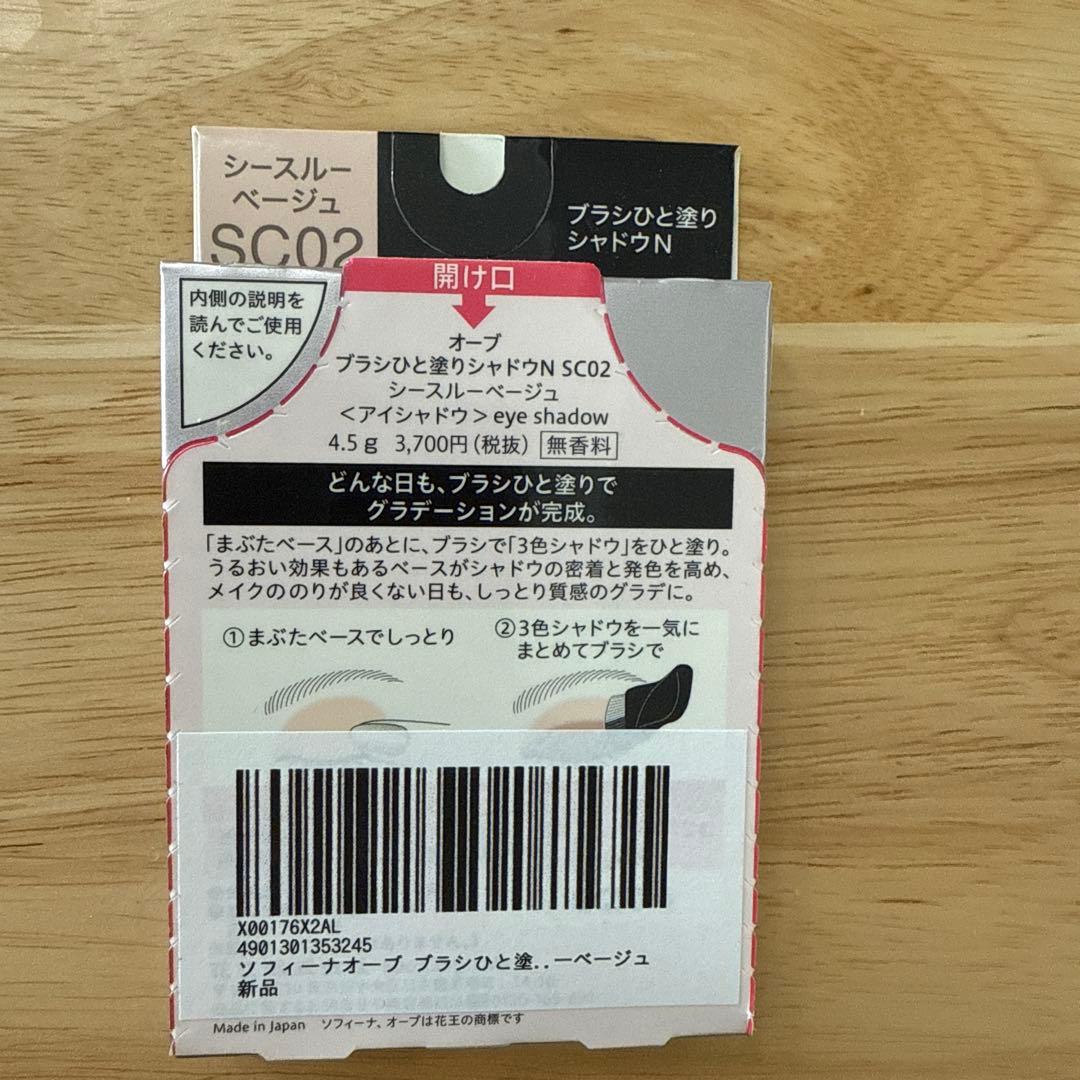 シースルー
ベージュ
SC02
ブラシひと塗り
シャドウN
開け口
内側の説明を
読んでご使用
ください。
オーブ
ブラシひと塗りシャドウN SC02
シースルーベージュ
＜アイシャドウ＞eye shadow
4.5g 3,700円(税抜) 無香料
どんな日も、ブラシひと塗りで
グラデーションが完成。
「まぶたベース」のあとに、ブラシで「3色シャドウ」をひと塗り。
うるおい効果もあるベースがシャドウの密着と発色を高め、
メイクののりが良くない日も、しっとり質感のグラデに。
①まぶたベースでしっとり
②3色シャドウを一気に
まとめてブラシで
X00176X2AL
4901301353245
ソフィーナオーブ ブラシひと塗..ーベージュ
新品
Made in Japan ソフィーナ、オーブは花王の商標です